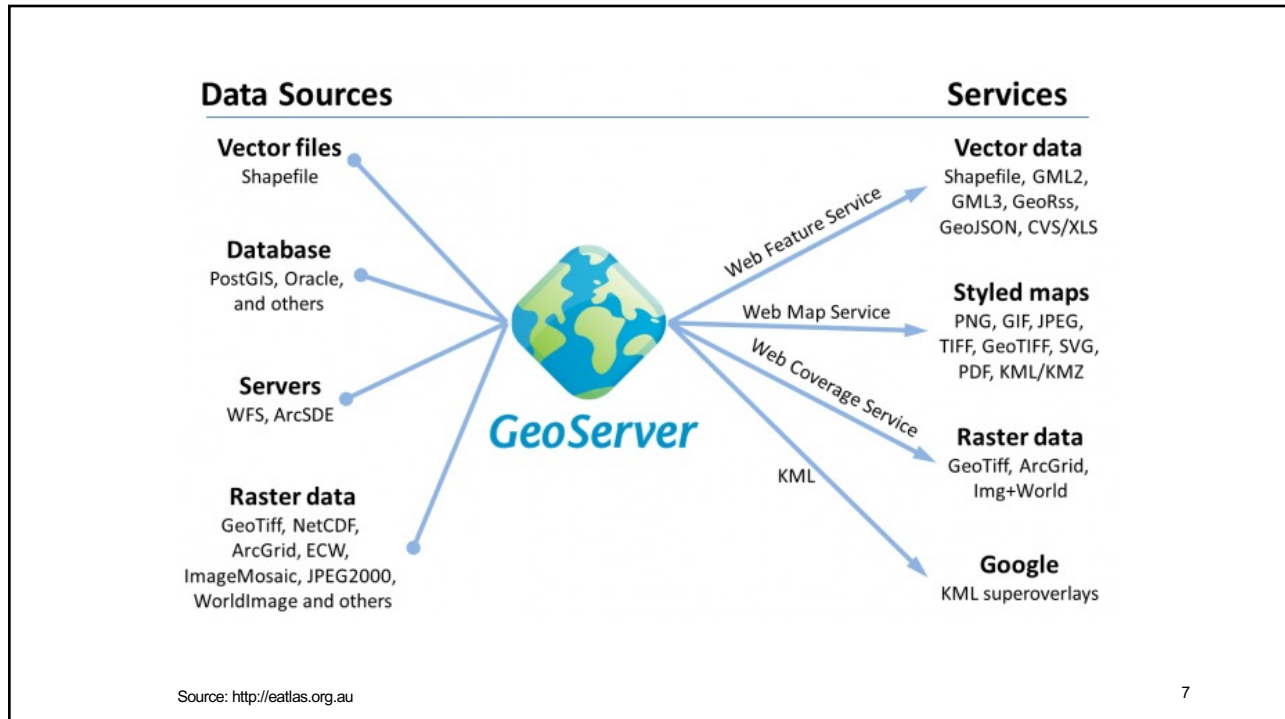 Data Sources
Vector files
Shapefile
Database
PostGIS, Oracle,
and others
Servers
WFS, ArcSDE
Raster data
GeoTiff, NetCDF,
ArcGrid, ECW,
ImageMosaic, JPEG2000,
WorldImage and others
GeoServer
Web Feature Service
Web Map Service
Web Coverage Service
KML
Services
Vector data
Shapefile, GML2,
GML3, GeoRss,
GeoJSON, CVS/XLS
Styled maps
PNG, GIF, JPEG,
TIFF, GeoTIFF, SVG,
PDF, KML/KMZ
Raster data
GeoTiff, ArcGrid,
Img+World
Google
KML superoverlays
Source: http://eatlas.org.au
7